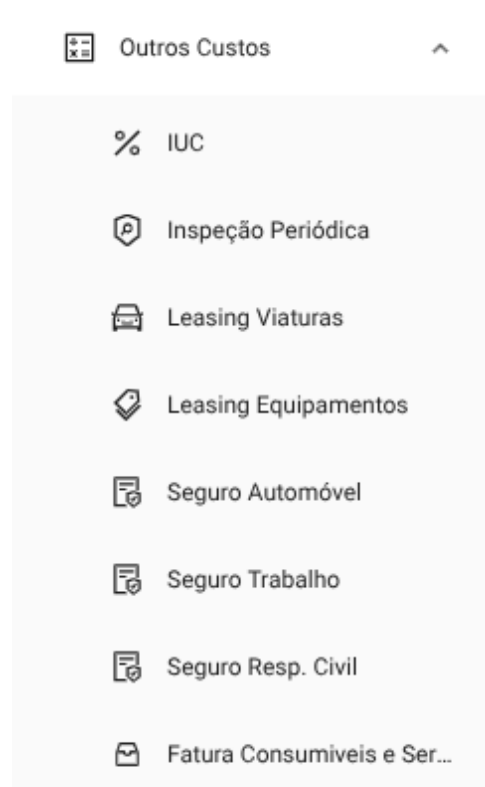 Outros Custos
IUC
Inspeção Periódica
Leasing Viaturas
Leasing Equipamentos
Seguro Automóvel
Seguro Trabalho
Seguro Resp. Civil
Fatura Consumiveis e Ser...